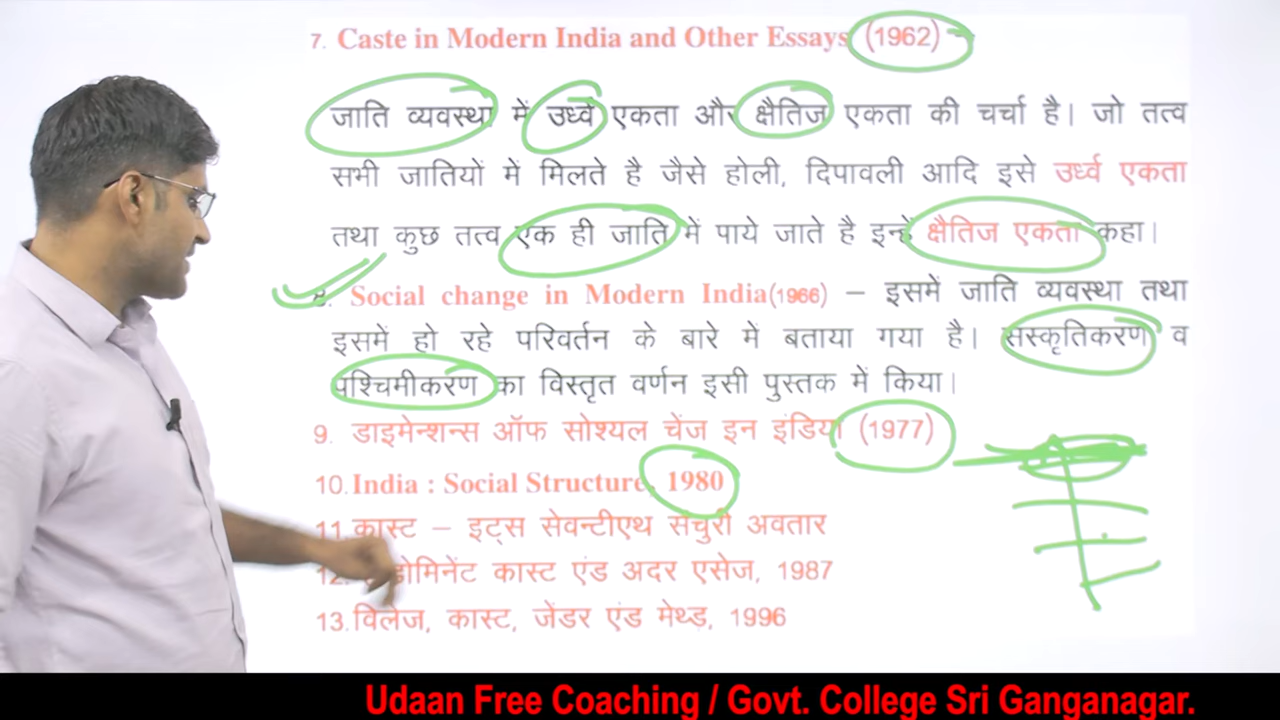 7. Caste in Modern India and Other Essays (1962)
जाति व्यवस्था में उध्व एकता और क्षैतिज एकता की चर्चा है। जो तत्व
सभी जातियों में मिलते है जैसे होली, दिपावली आदि इसे उर्ध्व एकता
तथा कुछ तत्व एक ही जाति में पाये जाते है इन्हें क्षैतिज एकता कहा।
8. Social change in Modern India(1966) – इसमें जाति व्यवस्था तथा
इसमें हो रहे परिवर्तन के बारे में बताया गया है। संस्कृतिकरण व
पश्चिमीकरण का विस्तृत वर्णन इसी पुस्तक में किया।
9. डाइमेन्शन्स ऑफ सोश्यल चेंज इन इंडिया (1977)
10. India : Social Structure, 1980
11. कास्ट – इट्स सेवन्टीएथ सेंचुरी अवतार
12. डोमिनेंट कास्ट एंड अदर एसेज, 1987
13. विलेज, कास्ट, जेंडर एंड मेथ्ड, 1996
Udaan Free Coaching / Govt. College Sri Ganganagar.